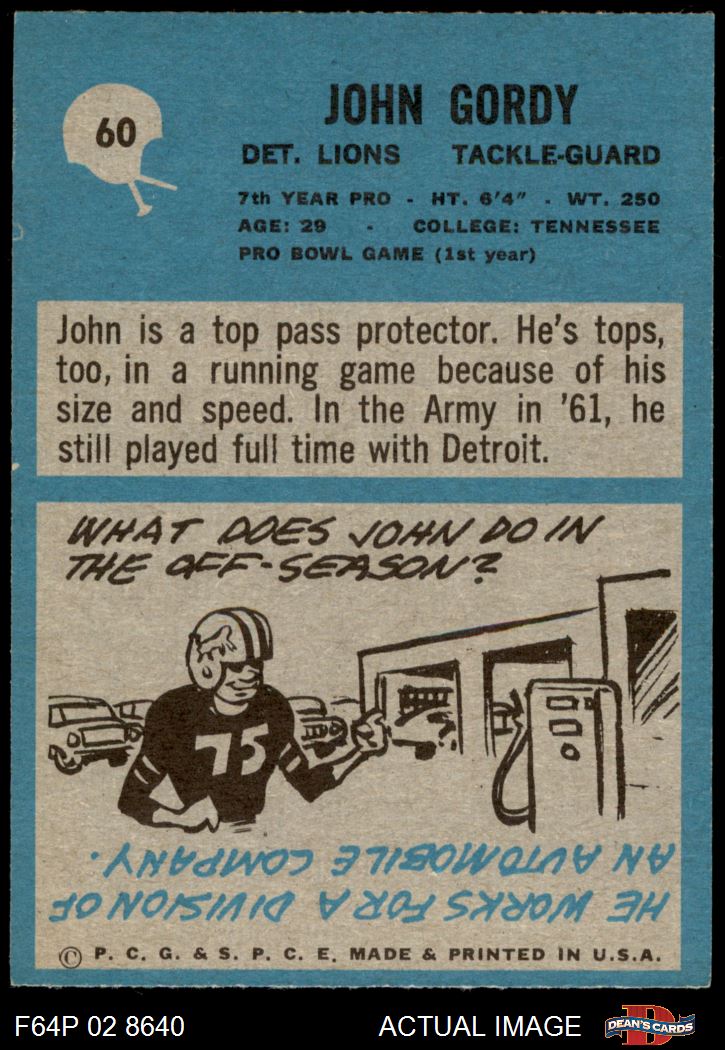 60
JOHN GORDY
DET. LIONS TACKLE-GUARD
7th YEAR PRO - HT. 6'4" - WT. 250
AGE: 29 - COLLEGE: TENNESSEE
PRO BOWL GAME (1st year)
John is a top pass protector. He's tops,
too, in a running game because of his
size and speed. In the Army in '61, he
still played full time with Detroit.
WHAT DOES JOHN DO IN
THE OFF-SEASON?
75
HE WORKS FOR A DIVISION OF
AN AUTOMOBILE COMPANY.
© P. C. G. & S. P. C. E. MADE & PRINTED IN U.S.A.
F64P 02 8640 ACTUAL IMAGE
D
DEAN'S CARDS